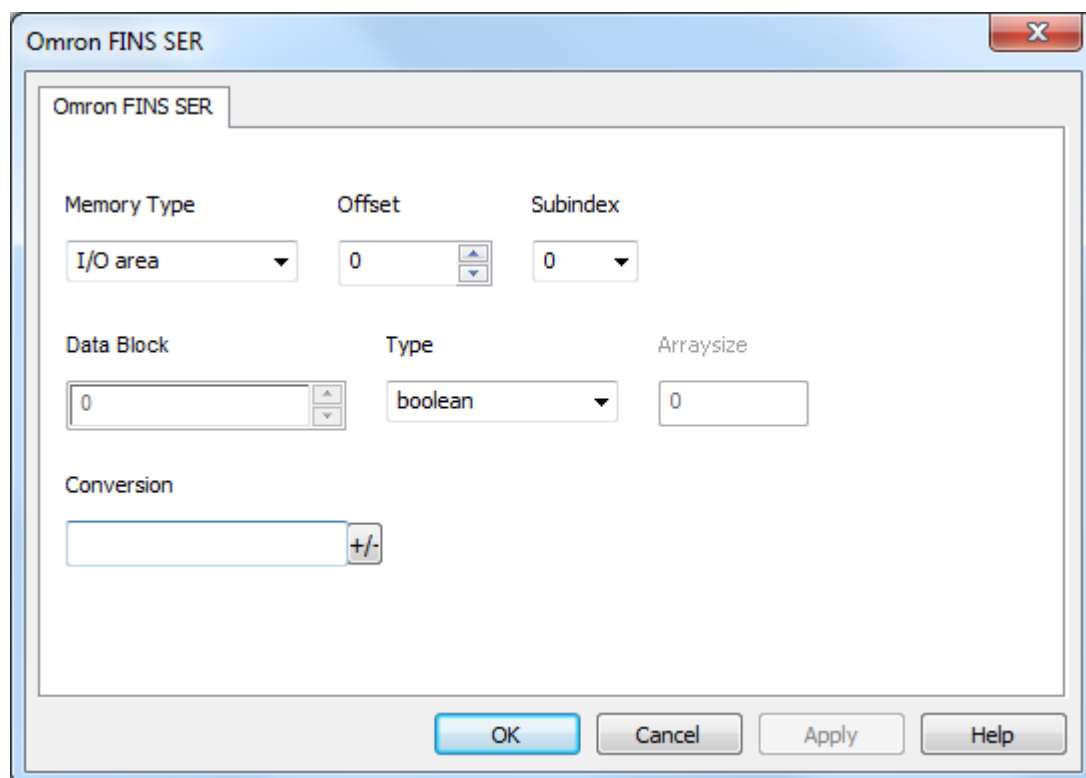 Omron FINS SER
Omron FINS SER
Memory Type Offset Subindex
I/O area 0 0
Data Block Type Arraysize
0 boolean 0
Conversion
+/-
OK Cancel Apply Help